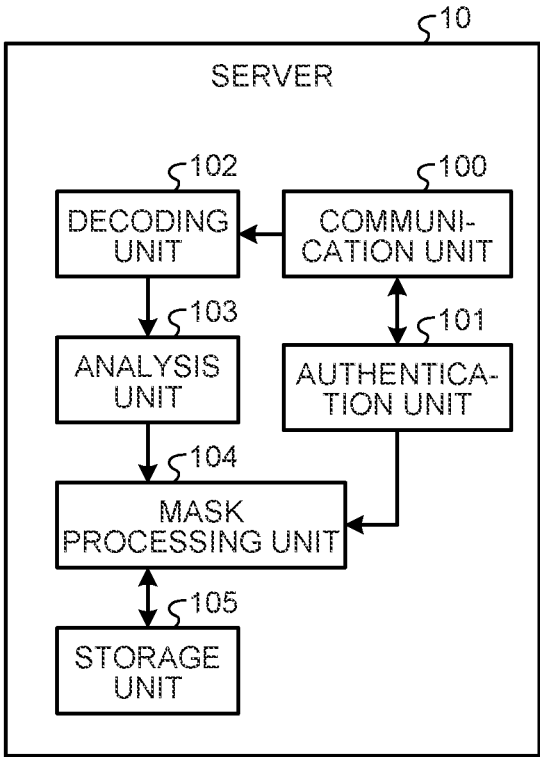 10
SERVER
102
DECODING
UNIT
100
COMMUNI-
CATION UNIT
103
ANALYSIS
UNIT
101
AUTHENTICA-
TION UNIT
104
MASK
PROCESSING UNIT
105
STORAGE
UNIT